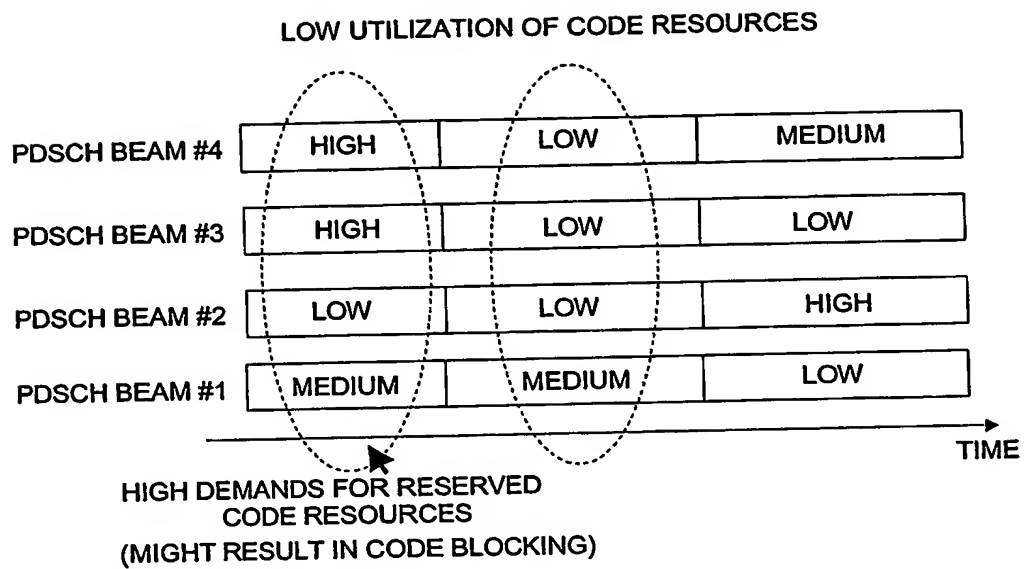 LOW UTILIZATION OF CODE RESOURCES
PDSCH BEAM #4 HIGH LOW MEDIUM
PDSCH BEAM #3 HIGH LOW LOW
PDSCH BEAM #2 LOW LOW HIGH
PDSCH BEAM #1 MEDIUM MEDIUM LOW
TIME
HIGH DEMANDS FOR RESERVED
CODE RESOURCES
(MIGHT RESULT IN CODE BLOCKING)